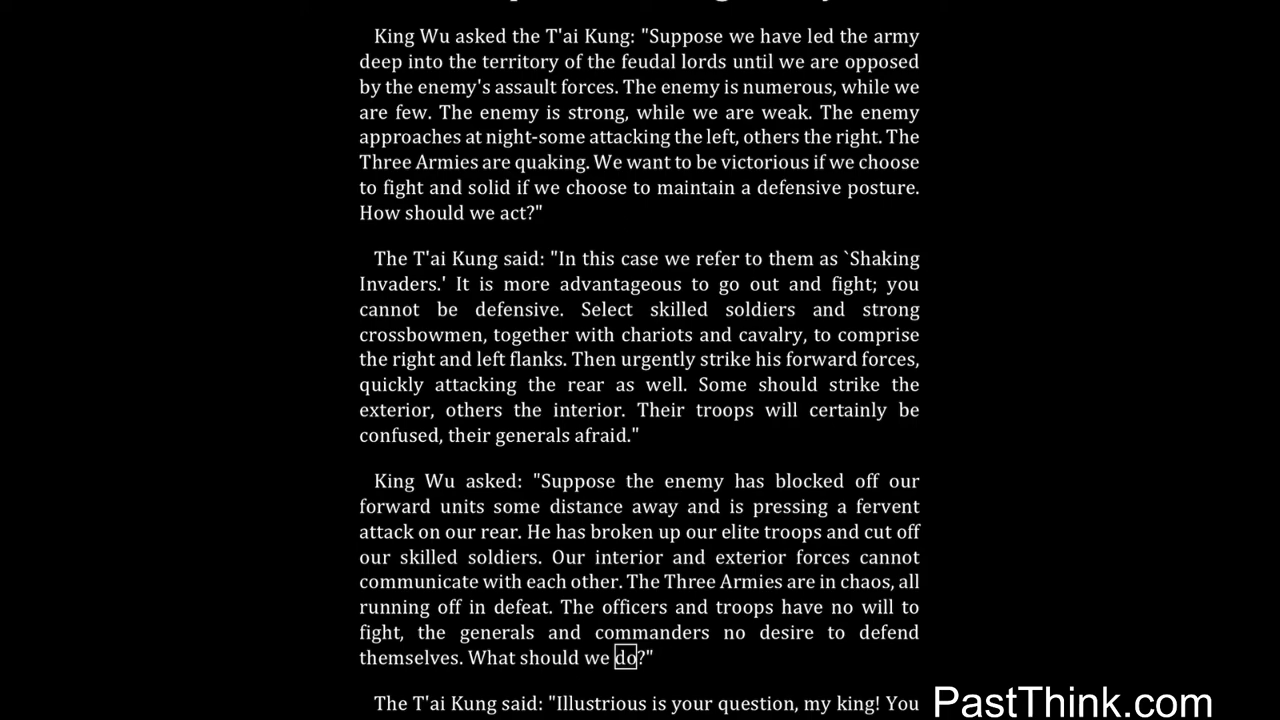 King Wu asked the T'ai Kung: "Suppose we have led the army
deep into the territory of the feudal lords until we are opposed
by the enemy's assault forces. The enemy is numerous, while we
are few. The enemy is strong, while we are weak. The enemy
approaches at night-some attacking the left, others the right. The
Three Armies are quaking. We want to be victorious if we choose
to fight and solid if we choose to maintain a defensive posture.
How should we act?"
The T'ai Kung said: "In this case we refer to them as `Shaking
Invaders.' It is more advantageous to go out and fight; you
cannot be defensive. Select skilled soldiers and strong
crossbowmen, together with chariots and cavalry, to comprise
the right and left flanks. Then urgently strike his forward forces,
quickly attacking the rear as well. Some should strike the
exterior, others the interior. Their troops will certainly be
confused, their generals afraid."
King Wu asked: "Suppose the enemy has blocked off our
forward units some distance away and is pressing a fervent
attack on our rear. He has broken up our elite troops and cut off
our skilled soldiers. Our interior and exterior forces cannot
communicate with each other. The Three Armies are in chaos, all
running off in defeat. The officers and troops have no will to
fight, the generals and commanders no desire to defend
themselves. What should we do?"
The T'ai Kung said: "Illustrious is your question, my king! You
PastThink.com